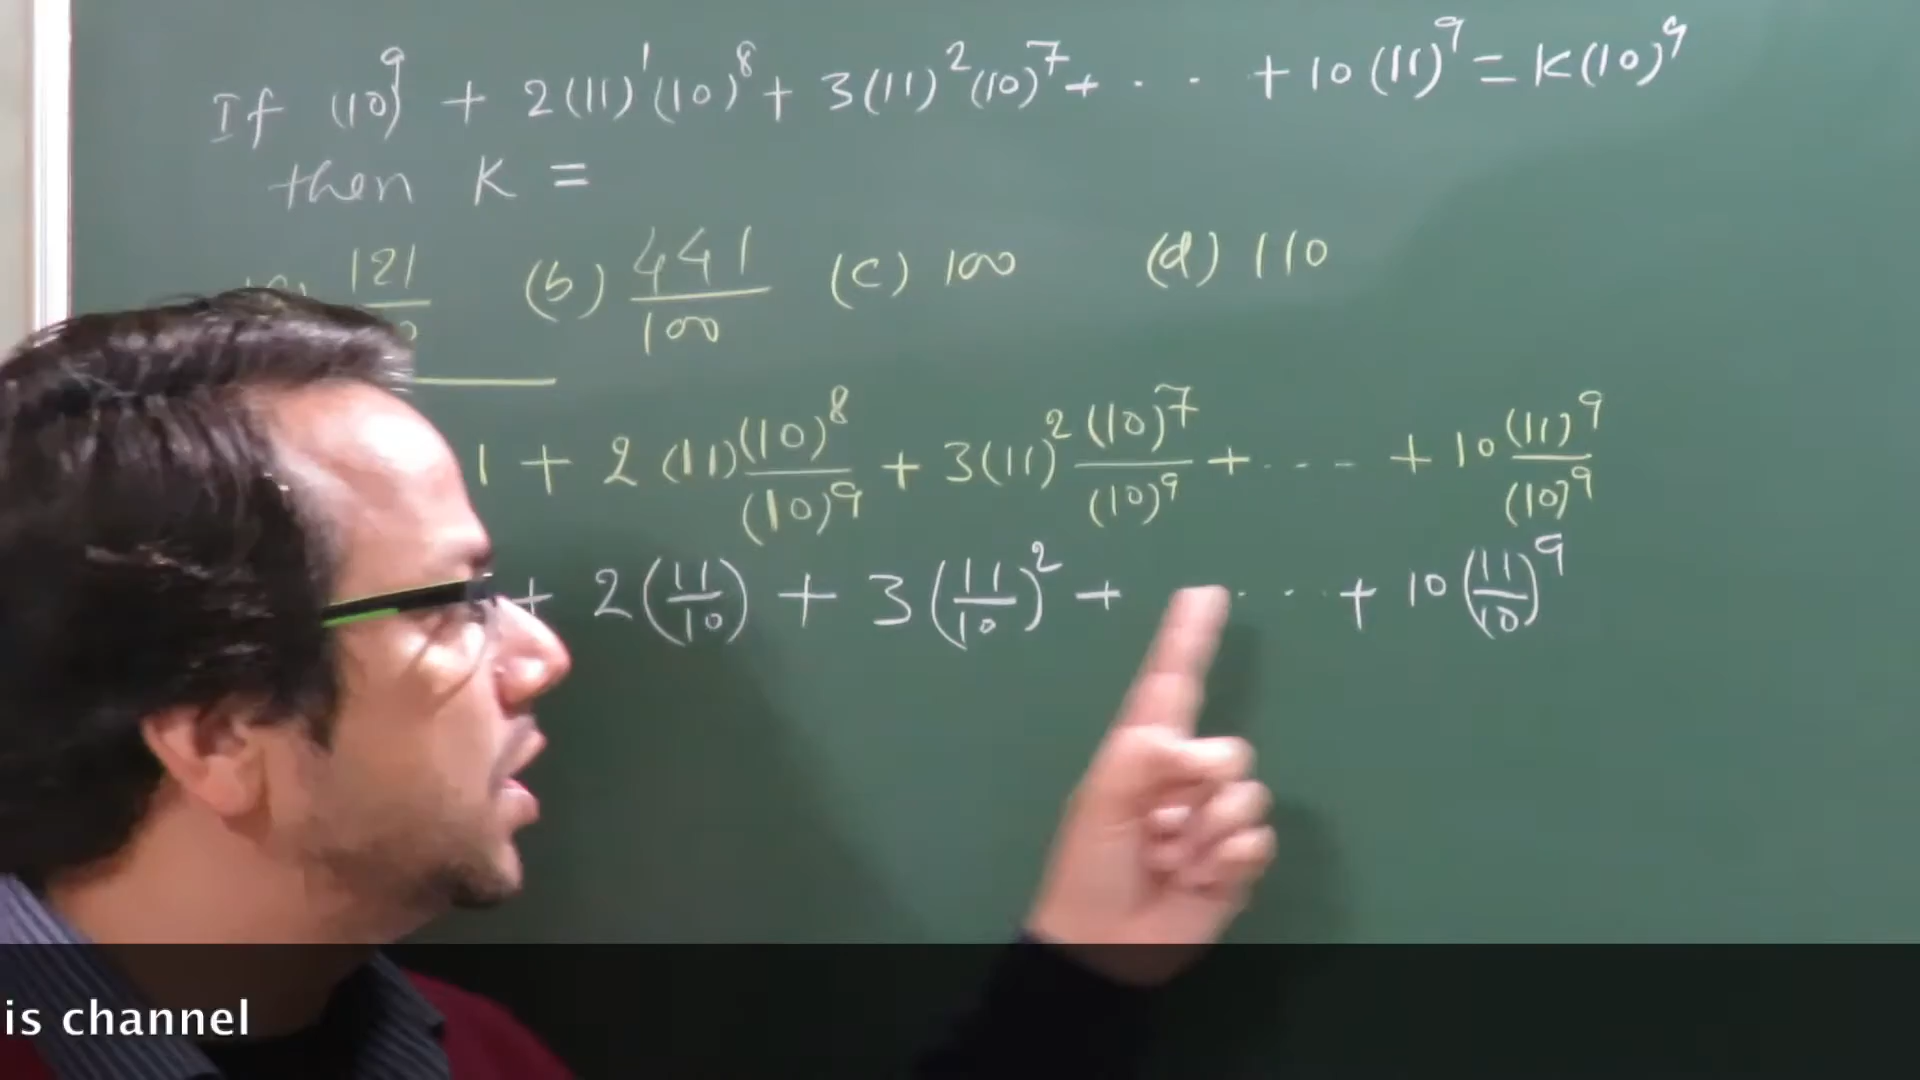 If (10)^9 + 2(11)^1(10)^8 + 3(11)^2(10)^7 + · · · + 10(11)^9 = K(10)^9
then K =
121 (b) 441/100 (c) 100 (d) 110
1 + 2(11)(10)^8/(10)^9 + 3(11)^2(10)^7/(10)^9 + · - - - + 10(11)^9/(10)^9
+ 2(11/10) + 3(11/10)^2 + · · · + 10(11/10)^9
is channel